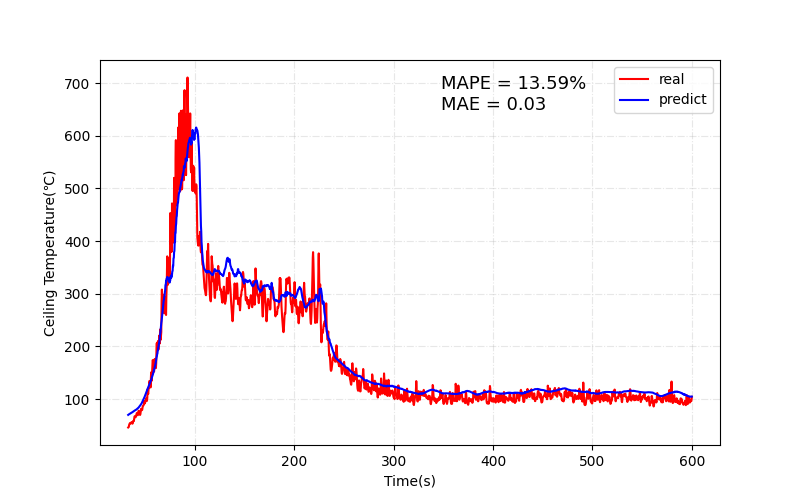 MAPE = 13.59%
MAE = 0.03
real
predict
700
600
500
400
300
200
100
Ceiling Temperature(℃)
100 200 300 400 500 600
Time(s)